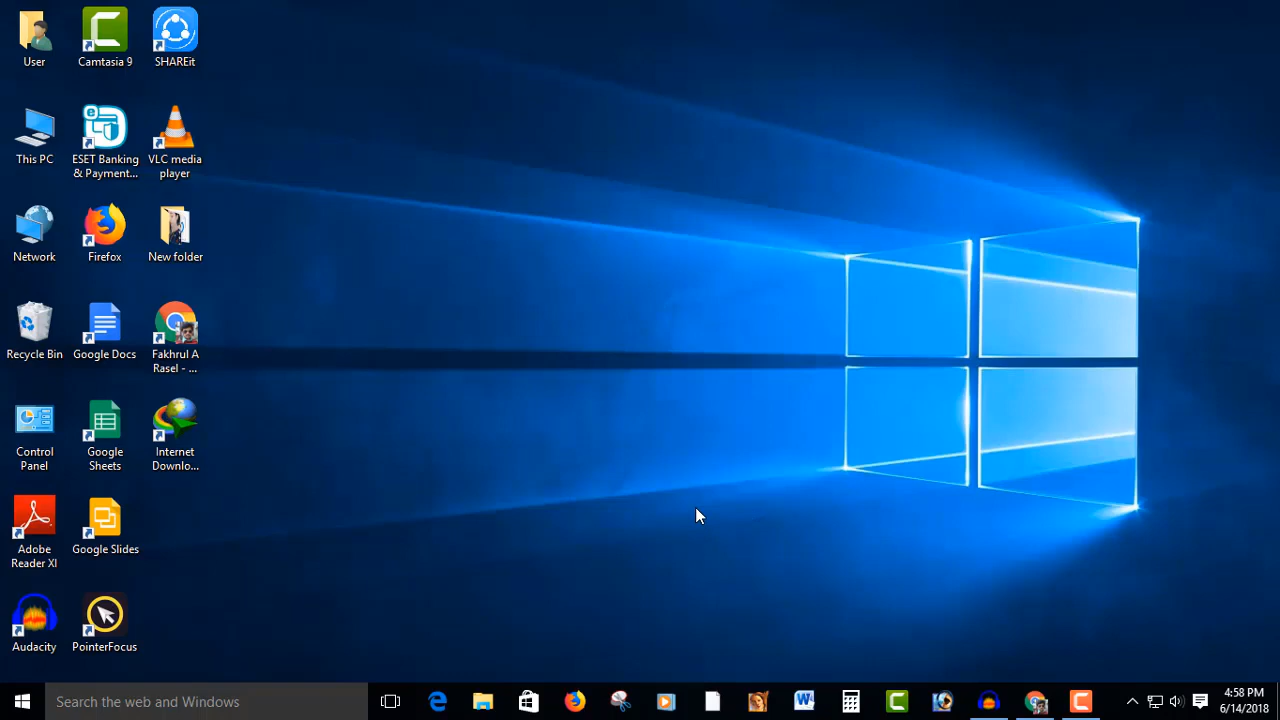 User
Camtasia 9
SHAREit
This PC
ESET Banking
& Payment...
VLC media
player
Network
Firefox
New folder
Recycle Bin
Google Docs
Fakhrul A
Rasel - ...
Control
Panel
Google
Sheets
Internet
Downlo...
Adobe
Reader XI
Google Slides
Audacity
PointerFocus
Search the web and Windows
4:58 PM
6/14/2018